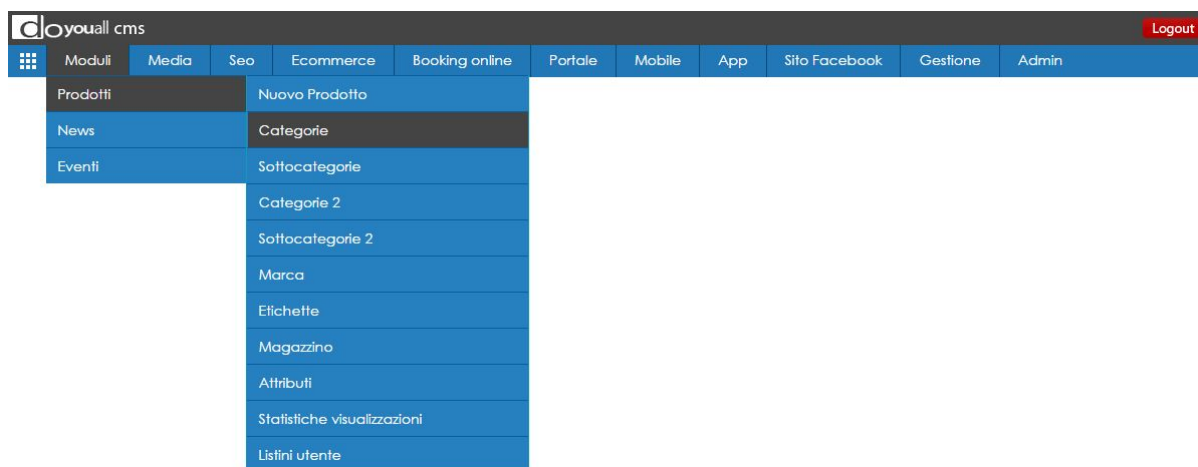 doyouall cms
Logout
Moduli Media Seo Ecommerce Booking online Portale Mobile App Sito Facebook Gestione Admin
Prodotti Nuovo Prodotto
News Categorie
Eventi Sottocategorie
Categorie 2
Sottocategorie 2
Marca
Etichette
Magazzino
Attributi
Statistiche visualizzazioni
Listini utente